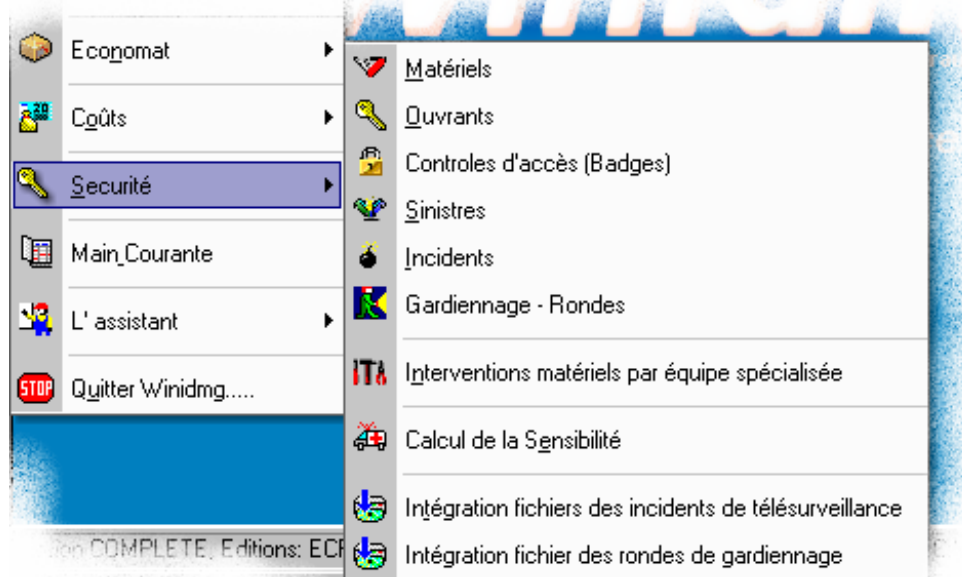 Economat
Coûts
20
Securité
Main_Courante
L' assistant
STOP
Quitter Winidmg.....
Matériels
Ouvrants
Controles d'accès (Badges)
Sinistres
Incidents
Gardiennage - Rondes
Interventions matériels par équipe spécialisée
Calcul de la Sensibilité
Intégration fichiers des incidents de télésurveillance
Intégration fichier des rondes de gardiennage
COMPLETE, Editions: